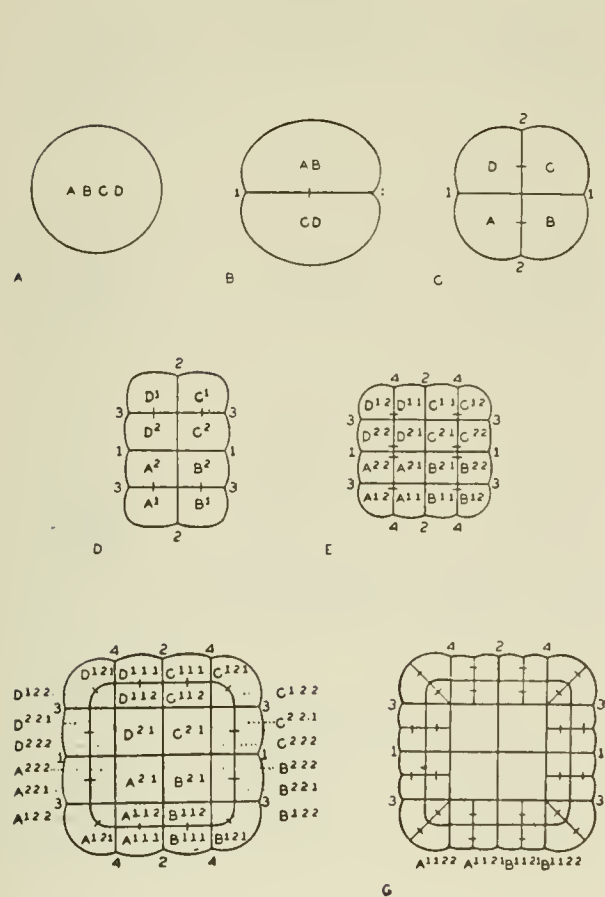 A B C D
A
AB
1 :
CD
B
2
D C
1 1
A B
2
C
2
D¹ C¹
3 3
D² C²
1 1
A² B²
3 3
A¹ B¹
2
D
4 2 4
D¹² D¹¹ C¹¹ C¹²
3 3
D²² D²¹ C²¹ C²²
1 1
A²² A²¹ B²¹ B²²
3 3
A¹² A¹¹ B¹¹ B¹²
4 2 4
E
4 2 4
D¹²¹ D¹¹¹ C¹¹¹ C¹²¹
D¹²² D¹¹² C¹¹² C¹²²
3 3
D²²¹ D²¹ C²¹ C²²¹
D²²² C²²²
1 1
A²²² A²¹ B²¹ B²²²
A²²¹ B²²¹
3 3
A¹²² A¹¹² B¹¹² B¹²²
A¹²¹ A¹¹¹ B¹¹¹ B¹²¹
4 2 4
4 2 4
3 3
1 1
3 3
A¹¹²² A¹¹²¹ B¹¹²¹ B¹¹²²
G